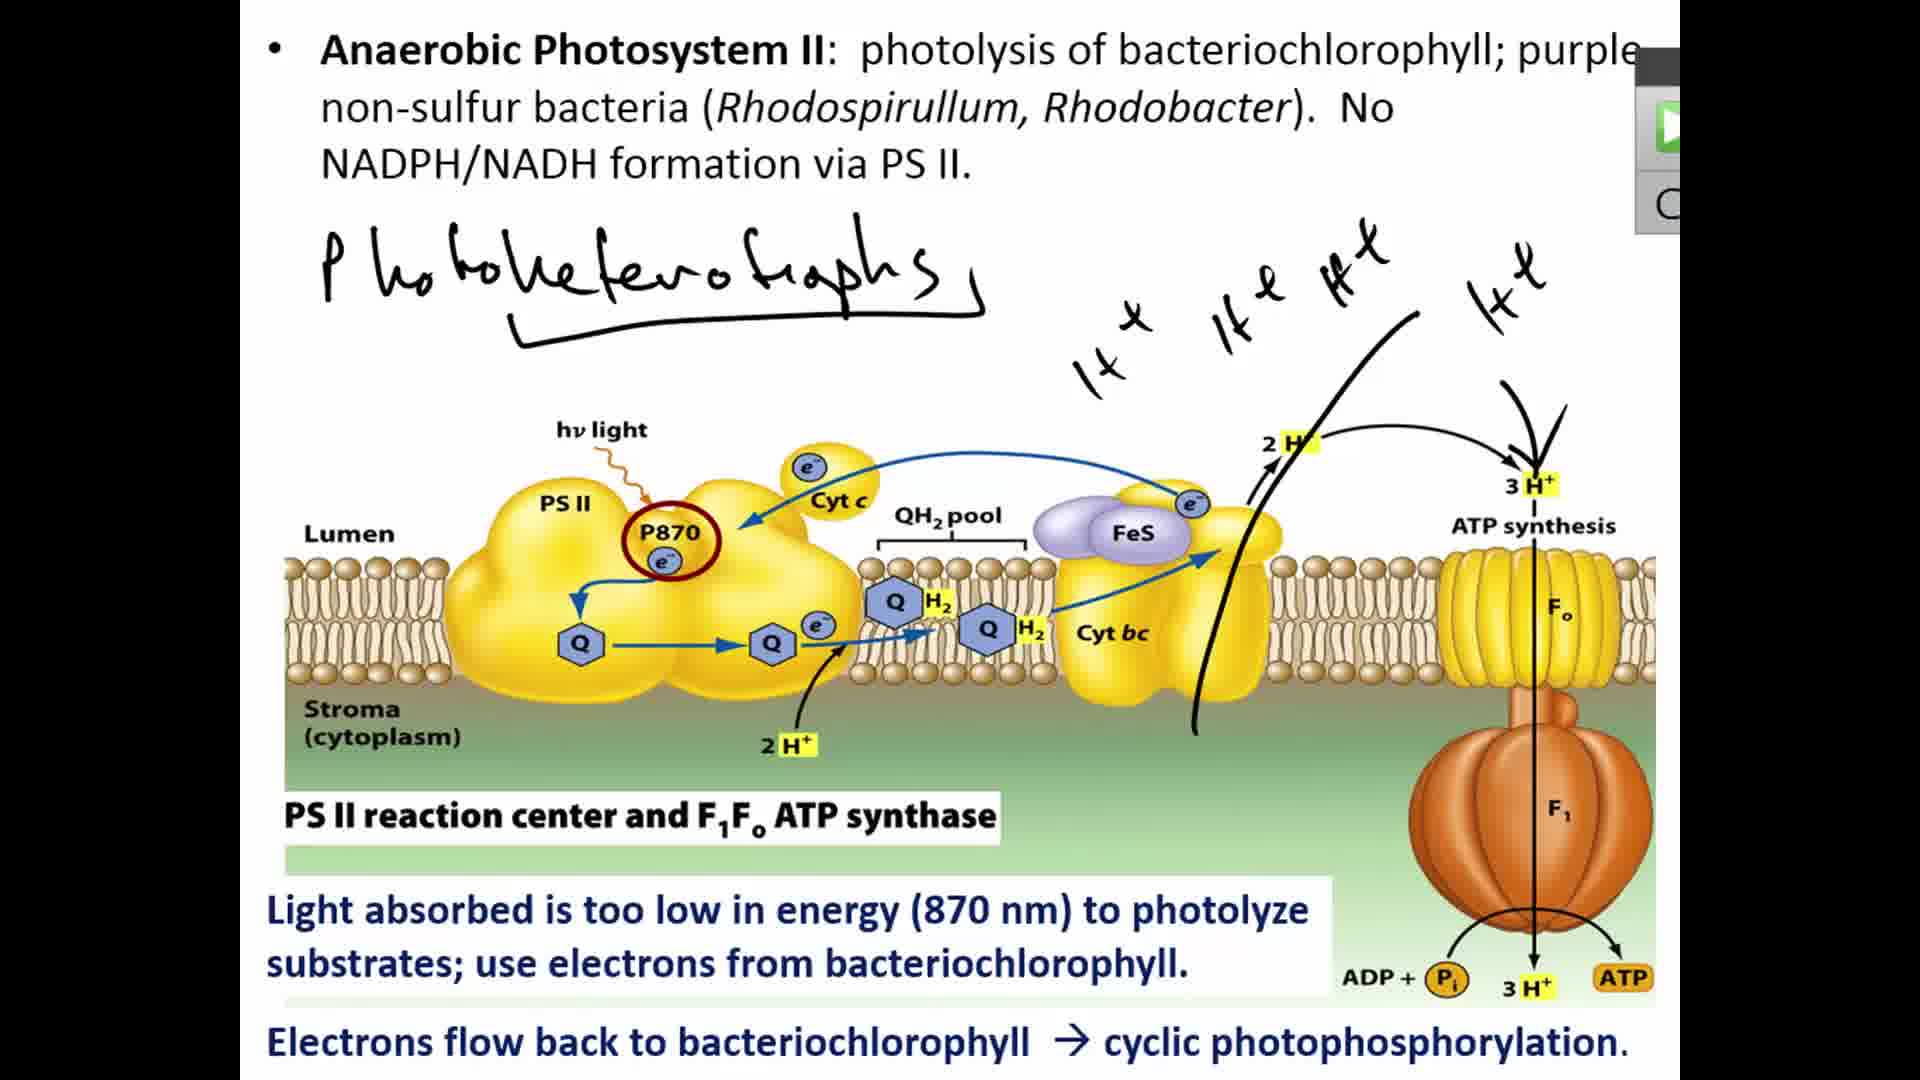 • Anaerobic Photosystem II: photolysis of bacteriochlorophyll; purple
non-sulfur bacteria (Rhodospirullum, Rhodobacter). No
NADPH/NADH formation via PS II.
Photoheterotrophs
H+ H+ H+ H+
hν light
e-
Cyt c
2 H+
PS II
P870
e-
QH2 pool
e-
FeS
3 H+
ATP synthesis
Lumen
Q
Q
e-
Q H2
Q H2
Cyt bc
Fo
Stroma
(cytoplasm)
2 H+
F1
PS II reaction center and F1Fo ATP synthase
Light absorbed is too low in energy (870 nm) to photolyze
substrates; use electrons from bacteriochlorophyll.
ADP + Pi
3 H+
ATP
Electrons flow back to bacteriochlorophyll → cyclic photophosphorylation.